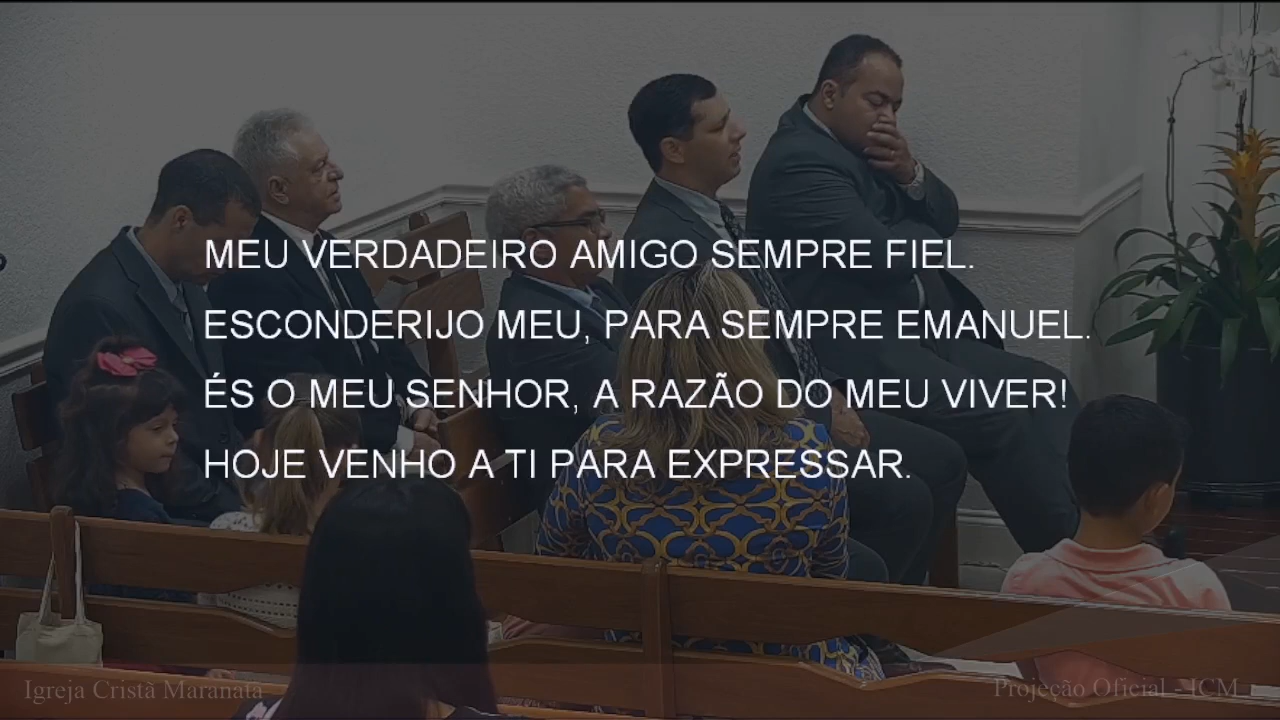 MEU VERDADEIRO AMIGO SEMPRE FIEL.
ESCONDERIJO MEU, PARA SEMPRE EMANUEL.
ÉS O MEU SENHOR, A RAZÃO DO MEU VIVER!
HOJE VENHO A TI PARA EXPRESSAR.
Igreja Cristã Maranata
Projeção Oficial - ICM